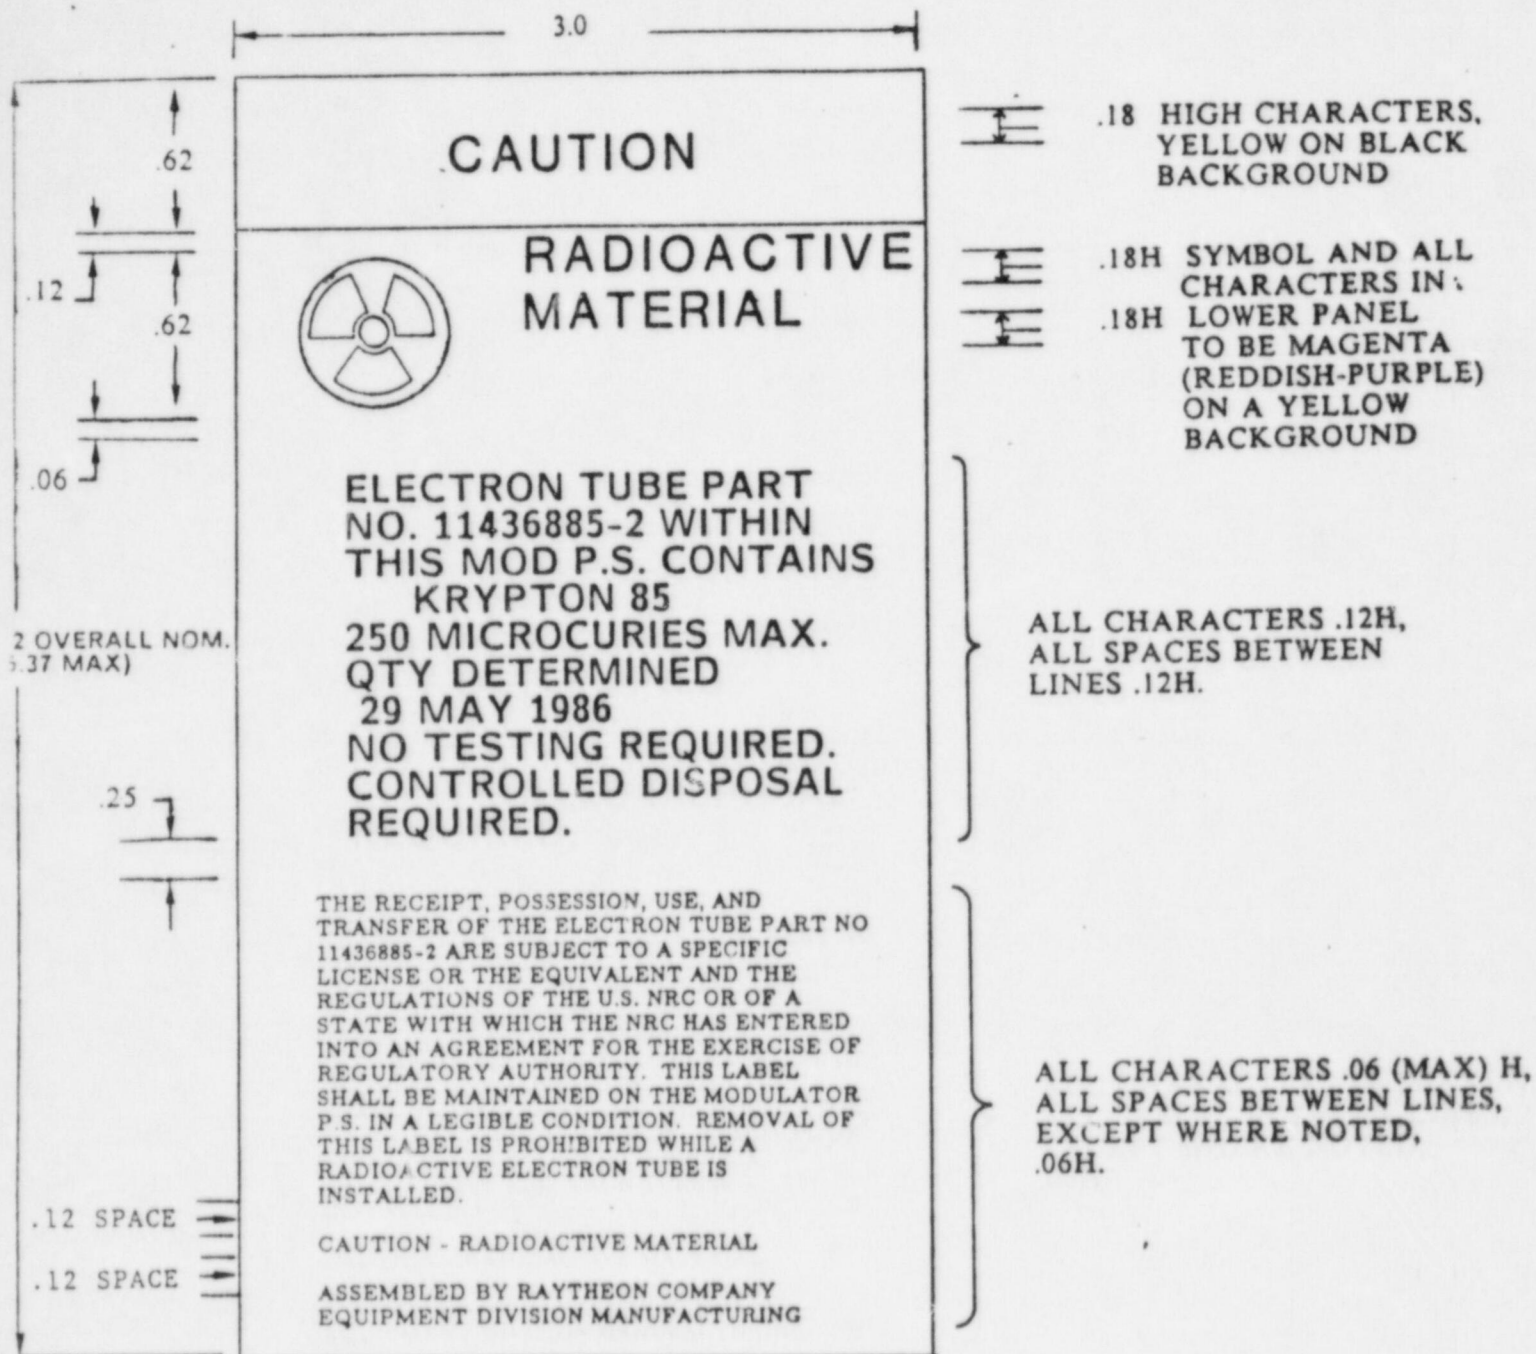 3.0
.62
CAUTION
.18 HIGH CHARACTERS,
YELLOW ON BLACK
BACKGROUND
.12
.62
RADIOACTIVE
MATERIAL
.18H SYMBOL AND ALL
CHARACTERS IN
.18H LOWER PANEL
TO BE MAGENTA
(REDDISH-PURPLE)
ON A YELLOW
BACKGROUND
.06
ELECTRON TUBE PART
NO. 11436885-2 WITHIN
THIS MOD P.S. CONTAINS
KRYPTON 85
250 MICROCURIES MAX.
QTY DETERMINED
29 MAY 1986
NO TESTING REQUIRED.
CONTROLLED DISPOSAL
REQUIRED.
2 OVERALL NOM.
.37 MAX)
ALL CHARACTERS .12H,
ALL SPACES BETWEEN
LINES .12H.
.25
THE RECEIPT, POSSESSION, USE, AND
TRANSFER OF THE ELECTRON TUBE PART NO
11436885-2 ARE SUBJECT TO A SPECIFIC
LICENSE OR THE EQUIVALENT AND THE
REGULATIONS OF THE U.S. NRC OR OF A
STATE WITH WHICH THE NRC HAS ENTERED
INTO AN AGREEMENT FOR THE EXERCISE OF
REGULATORY AUTHORITY. THIS LABEL
SHALL BE MAINTAINED ON THE MODULATOR
P.S. IN A LEGIBLE CONDITION. REMOVAL OF
THIS LABEL IS PROHIBITED WHILE A
RADIOACTIVE ELECTRON TUBE IS
INSTALLED.
CAUTION - RADIOACTIVE MATERIAL
ASSEMBLED BY RAYTHEON COMPANY
EQUIPMENT DIVISION MANUFACTURING
ALL CHARACTERS .06 (MAX) H,
ALL SPACES BETWEEN LINES,
EXCEPT WHERE NOTED,
.06H.
.12 SPACE
.12 SPACE